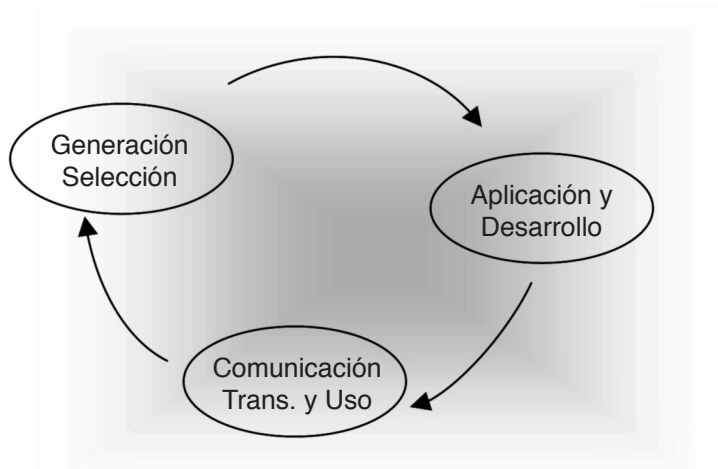 Generación
Selección
Aplicación y
Desarrollo
Comunicación
Trans. y Uso